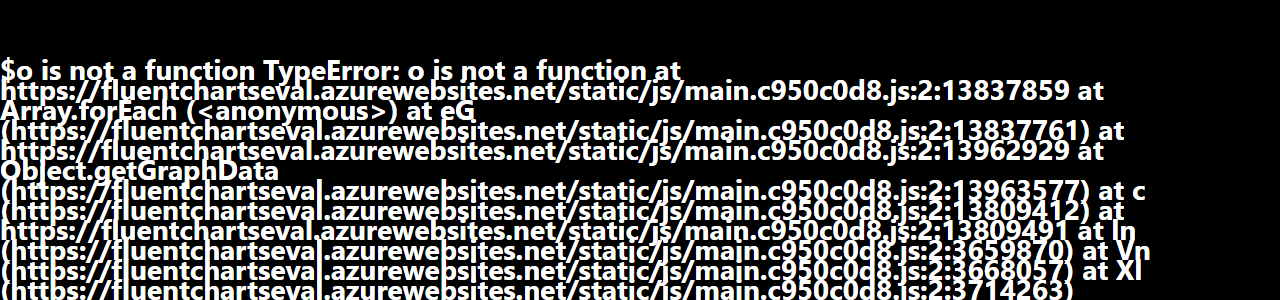 $o is not a function TypeError: o is not a function at
https://fluentchartseval.azurewebsites.net/static/js/main.c950c0d8.js:2:13837859 at
Array.forEach (<anonymous>) at eG
(https://fluentchartseval.azurewebsites.net/static/js/main.c950c0d8.js:2:13837761) at
https://fluentchartseval.azurewebsites.net/static/js/main.c950c0d8.js:2:13962929 at
Object.getGraphData
(https://fluentchartseval.azurewebsites.net/static/js/main.c950c0d8.js:2:13963577) at c
(https://fluentchartseval.azurewebsites.net/static/js/main.c950c0d8.js:2:13809412) at
https://fluentchartseval.azurewebsites.net/static/js/main.c950c0d8.js:2:13809491 at ln
(https://fluentchartseval.azurewebsites.net/static/js/main.c950c0d8.js:2:3659870) at Vn
(https://fluentchartseval.azurewebsites.net/static/js/main.c950c0d8.js:2:3668057) at Xl
(https://fluentchartseval.azurewebsites.net/static/js/main.c950c0d8.js:2:3714263)